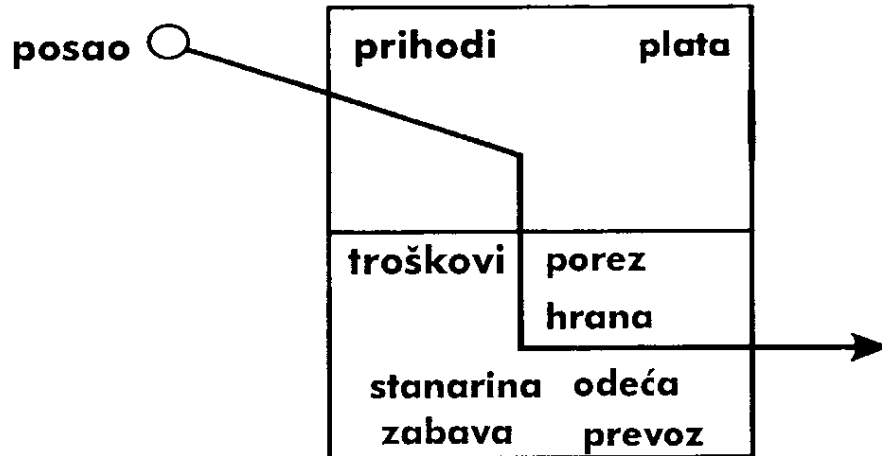 posao
prihodi plata
troškovi porez
hrana
stanarina odeća
zabava prevoz